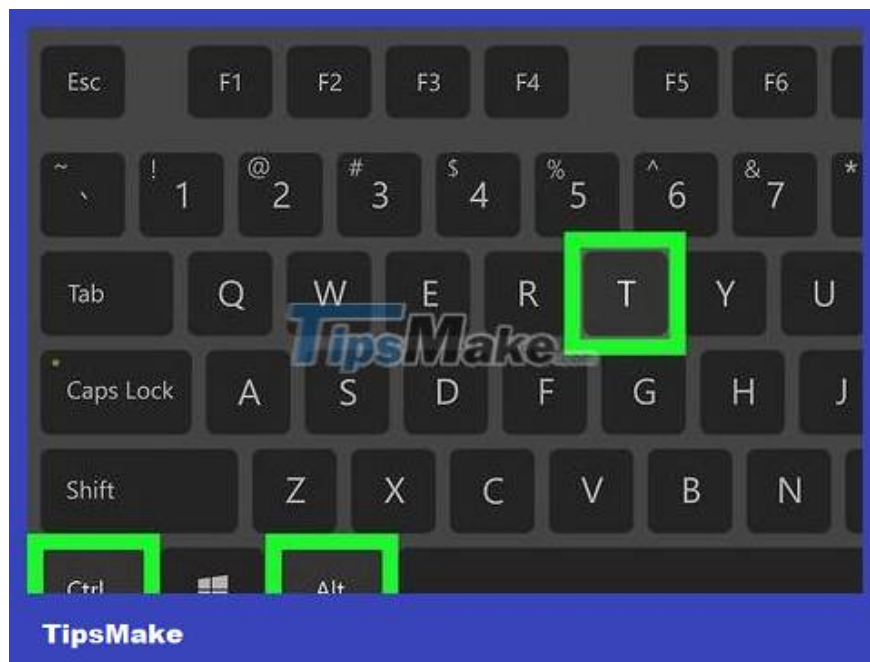 Esc F1 F2 F3 F4 F5 F6
~ ` ! 1 @ 2 # 3 $ 4 % 5 ^ 6 & 7 *
Tab Q W E R T Y U
TipsMake
Caps Lock A S D F G H J
Shift Z X C V B N
Ctrl Alt
TipsMake